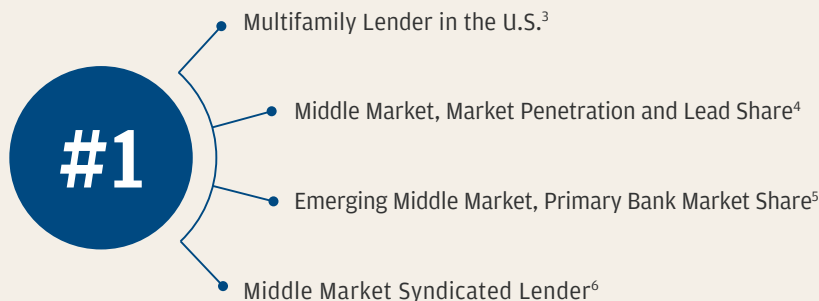 Multifamily Lender in the U.S.³
Middle Market, Market Penetration and Lead Share⁴
#1
Emerging Middle Market, Primary Bank Market Share⁵
Middle Market Syndicated Lender⁶